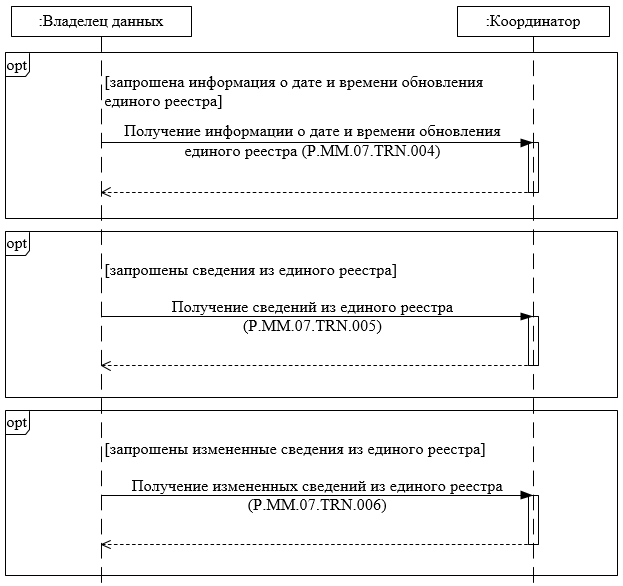 :Владелец данных
:Координатор
opt
[запрошена информация о дате и времени обновления
единого реестра]
Получение информации о дате и времени обновления
единого реестра (P.MM.07.TRN.004)
opt
[запрошены сведения из единого реестра]
Получение сведений из единого реестра
(P.MM.07.TRN.005)
opt
[запрошены измененные сведения из единого реестра]
Получение измененных сведений из единого реестра
(P.MM.07.TRN.006)